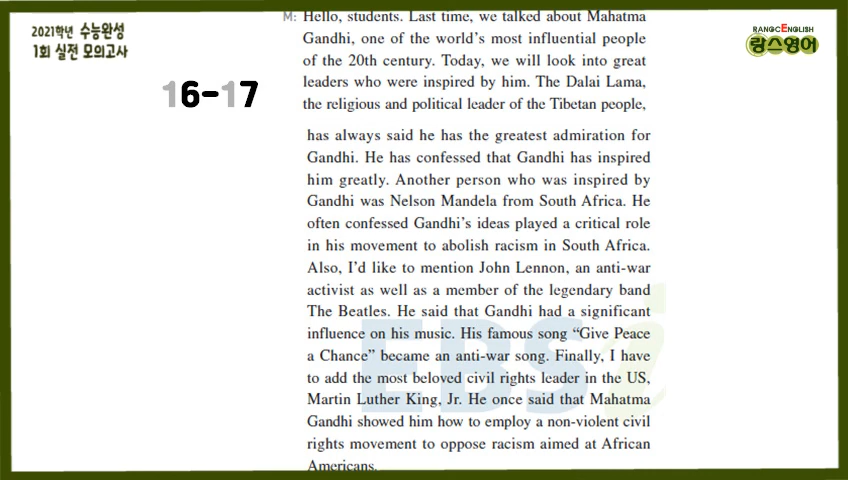 2021학년 수능완성
1회 실전 모의고사
RANGCENGLISH
랑스영어
16-17
M: Hello, students. Last time, we talked about Mahatma
Gandhi, one of the world's most influential people
of the 20th century. Today, we will look into great
leaders who were inspired by him. The Dalai Lama,
the religious and political leader of the Tibetan people,
has always said he has the greatest admiration for
Gandhi. He has confessed that Gandhi has inspired
him greatly. Another person who was inspired by
Gandhi was Nelson Mandela from South Africa. He
often confessed Gandhi's ideas played a critical role
in his movement to abolish racism in South Africa.
Also, I'd like to mention John Lennon, an anti-war
activist as well as a member of the legendary band
The Beatles. He said that Gandhi had a significant
influence on his music. His famous song “Give Peace
a Chance” became an anti-war song. Finally, I have
to add the most beloved civil rights leader in the US,
Martin Luther King, Jr. He once said that Mahatma
Gandhi showed him how to employ a non-violent civil
rights movement to oppose racism aimed at African
Americans.
EBSi